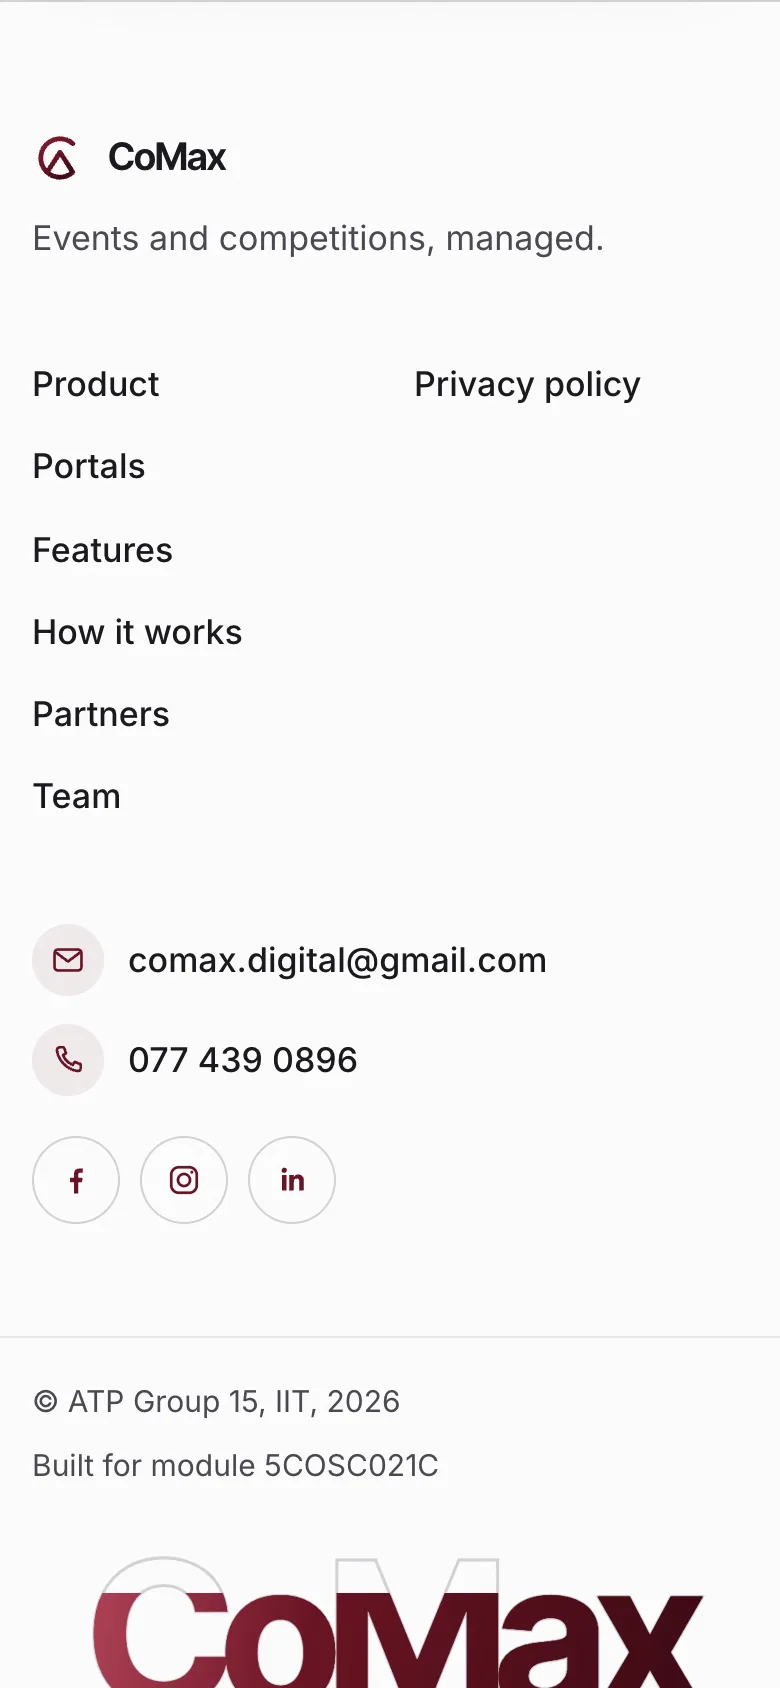 CoMax
Events and competitions, managed.
Product
Privacy policy
Portals
Features
How it works
Partners
Team
comax.digital@gmail.com
077 439 0896
© ATP Group 15, IIT, 2026
Built for module 5COSC021C
CoMax